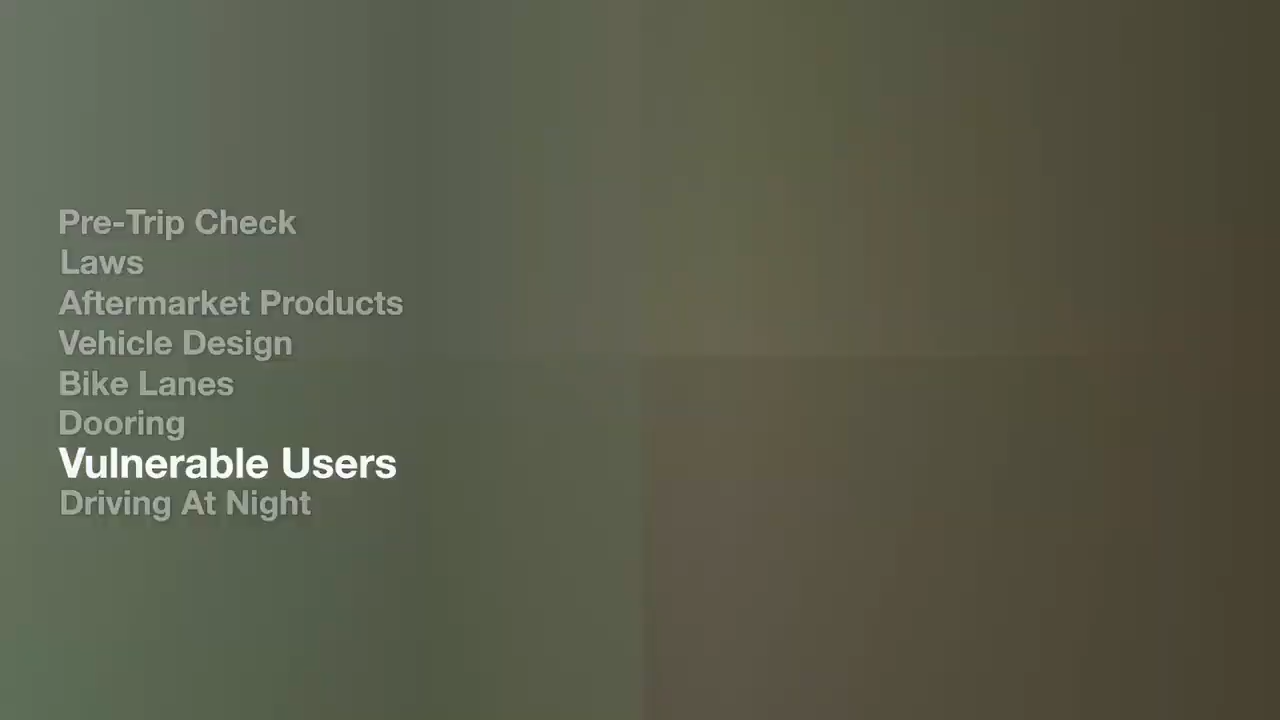 Pre-Trip Check
Laws
Aftermarket Products
Vehicle Design
Bike Lanes
Dooring
Vulnerable Users
Driving At Night